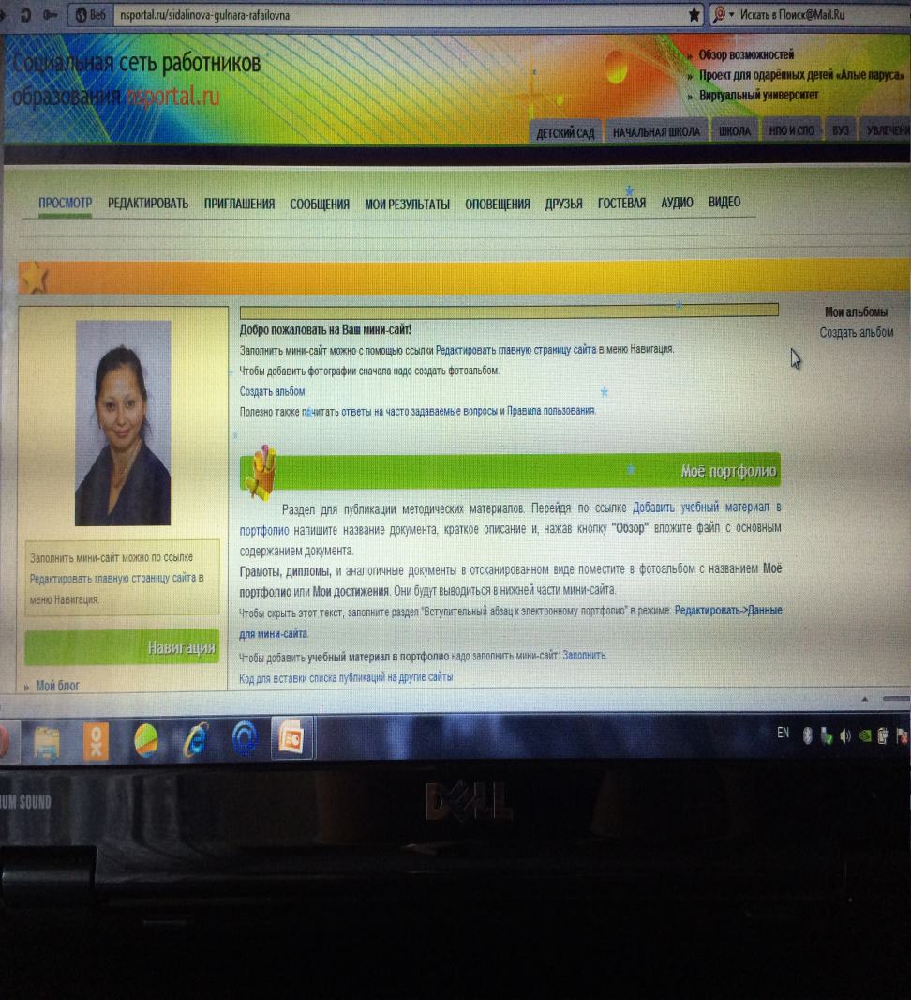 Веб
nsportal.ru/sidalinova-gulnara-rafailovna
Искать в Поиск@Mail.Ru
Социальная сеть работников
образования nsportal.ru
» Обзор возможностей
» Проект для одарённых детей «Алые паруса»
» Виртуальный университет
ДЕТСКИЙ САД НАЧАЛЬНАЯ ШКОЛА ШКОЛА НПО И СПО ВУЗ УВЛЕЧЕН
ПРОСМОТР РЕДАКТИРОВАТЬ ПРИГЛАШЕНИЯ СООБЩЕНИЯ МОИ РЕЗУЛЬТАТЫ ОПОВЕЩЕНИЯ ДРУЗЬЯ ГОСТЕВАЯ АУДИО ВИДЕО
Добро пожаловать на Ваш мини-сайт!
Заполнить мини-сайт можно с помощью ссылки Редактировать главную страницу сайта в меню Навигация.
Чтобы добавить фотографии сначала надо создать фотоальбом.
Создать альбом
Полезно также почитать ответы на часто задаваемые вопросы и Правила пользования.
Мои альбомы
Создать альбом
Моё портфолио
Раздел для публикации методических материалов. Перейдя по ссылке Добавить учебный материал в
портфолио напишите название документа, краткое описание и, нажав кнопку "Обзор" вложите файл с основным
содержанием документа.
Грамоты, дипломы, и аналогичные документы в отсканированном виде поместите в фотоальбом с названием Моё
портфолио или Мои достижения. Они будут выводиться в нижней части мини-сайта.
Чтобы скрыть этот текст, заполните раздел "Вступительный абзац к электронному портфолио" в режиме: Редактировать->Данные
для мини-сайта.
Чтобы добавить учебный материал в портфолио надо заполнить мини-сайт: Заполнить.
Код для вставки списка публикаций на другие сайты
Заполнить мини-сайт можно по ссылке
Редактировать главную страницу сайта в
меню Навигация.
Навигация
» Мой блог
EN
DELL
IUM SOUND